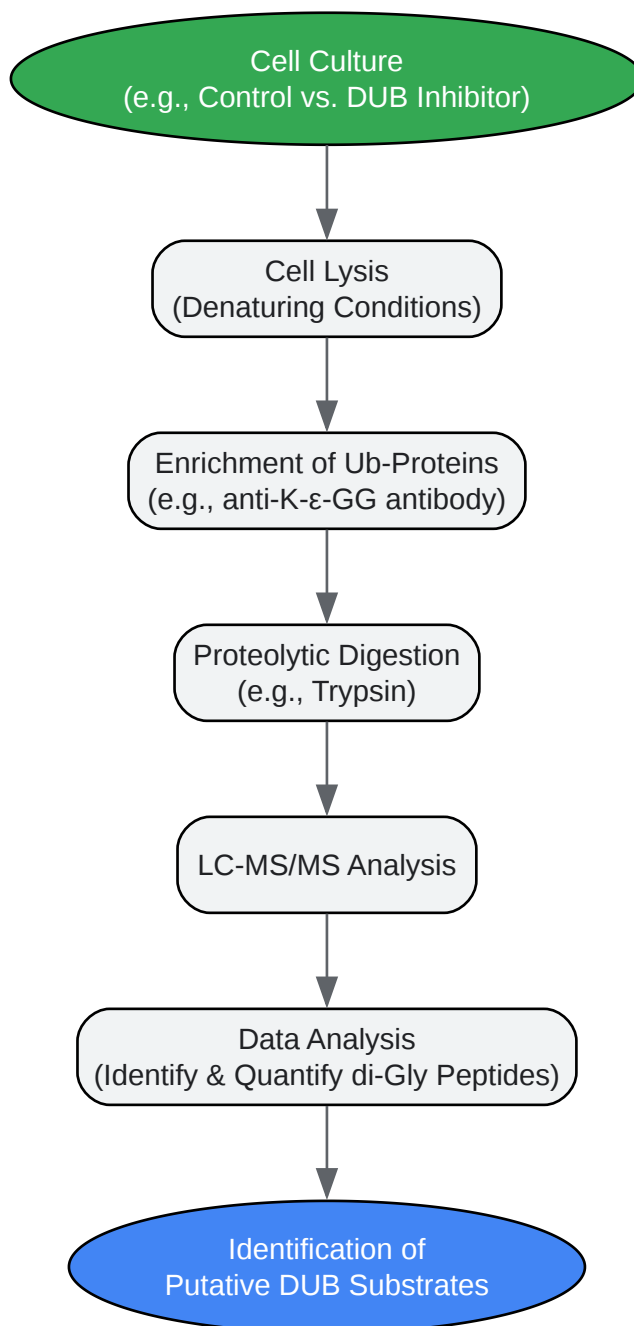 Cell Culture
(e.g., Control vs. DUB Inhibitor)
Cell Lysis
(Denaturing Conditions)
Enrichment of Ub-Proteins
(e.g., anti-K-ε-GG antibody)
Proteolytic Digestion
(e.g., Trypsin)
LC-MS/MS Analysis
Data Analysis
(Identify & Quantify di-Gly Peptides)
Identification of
Putative DUB Substrates